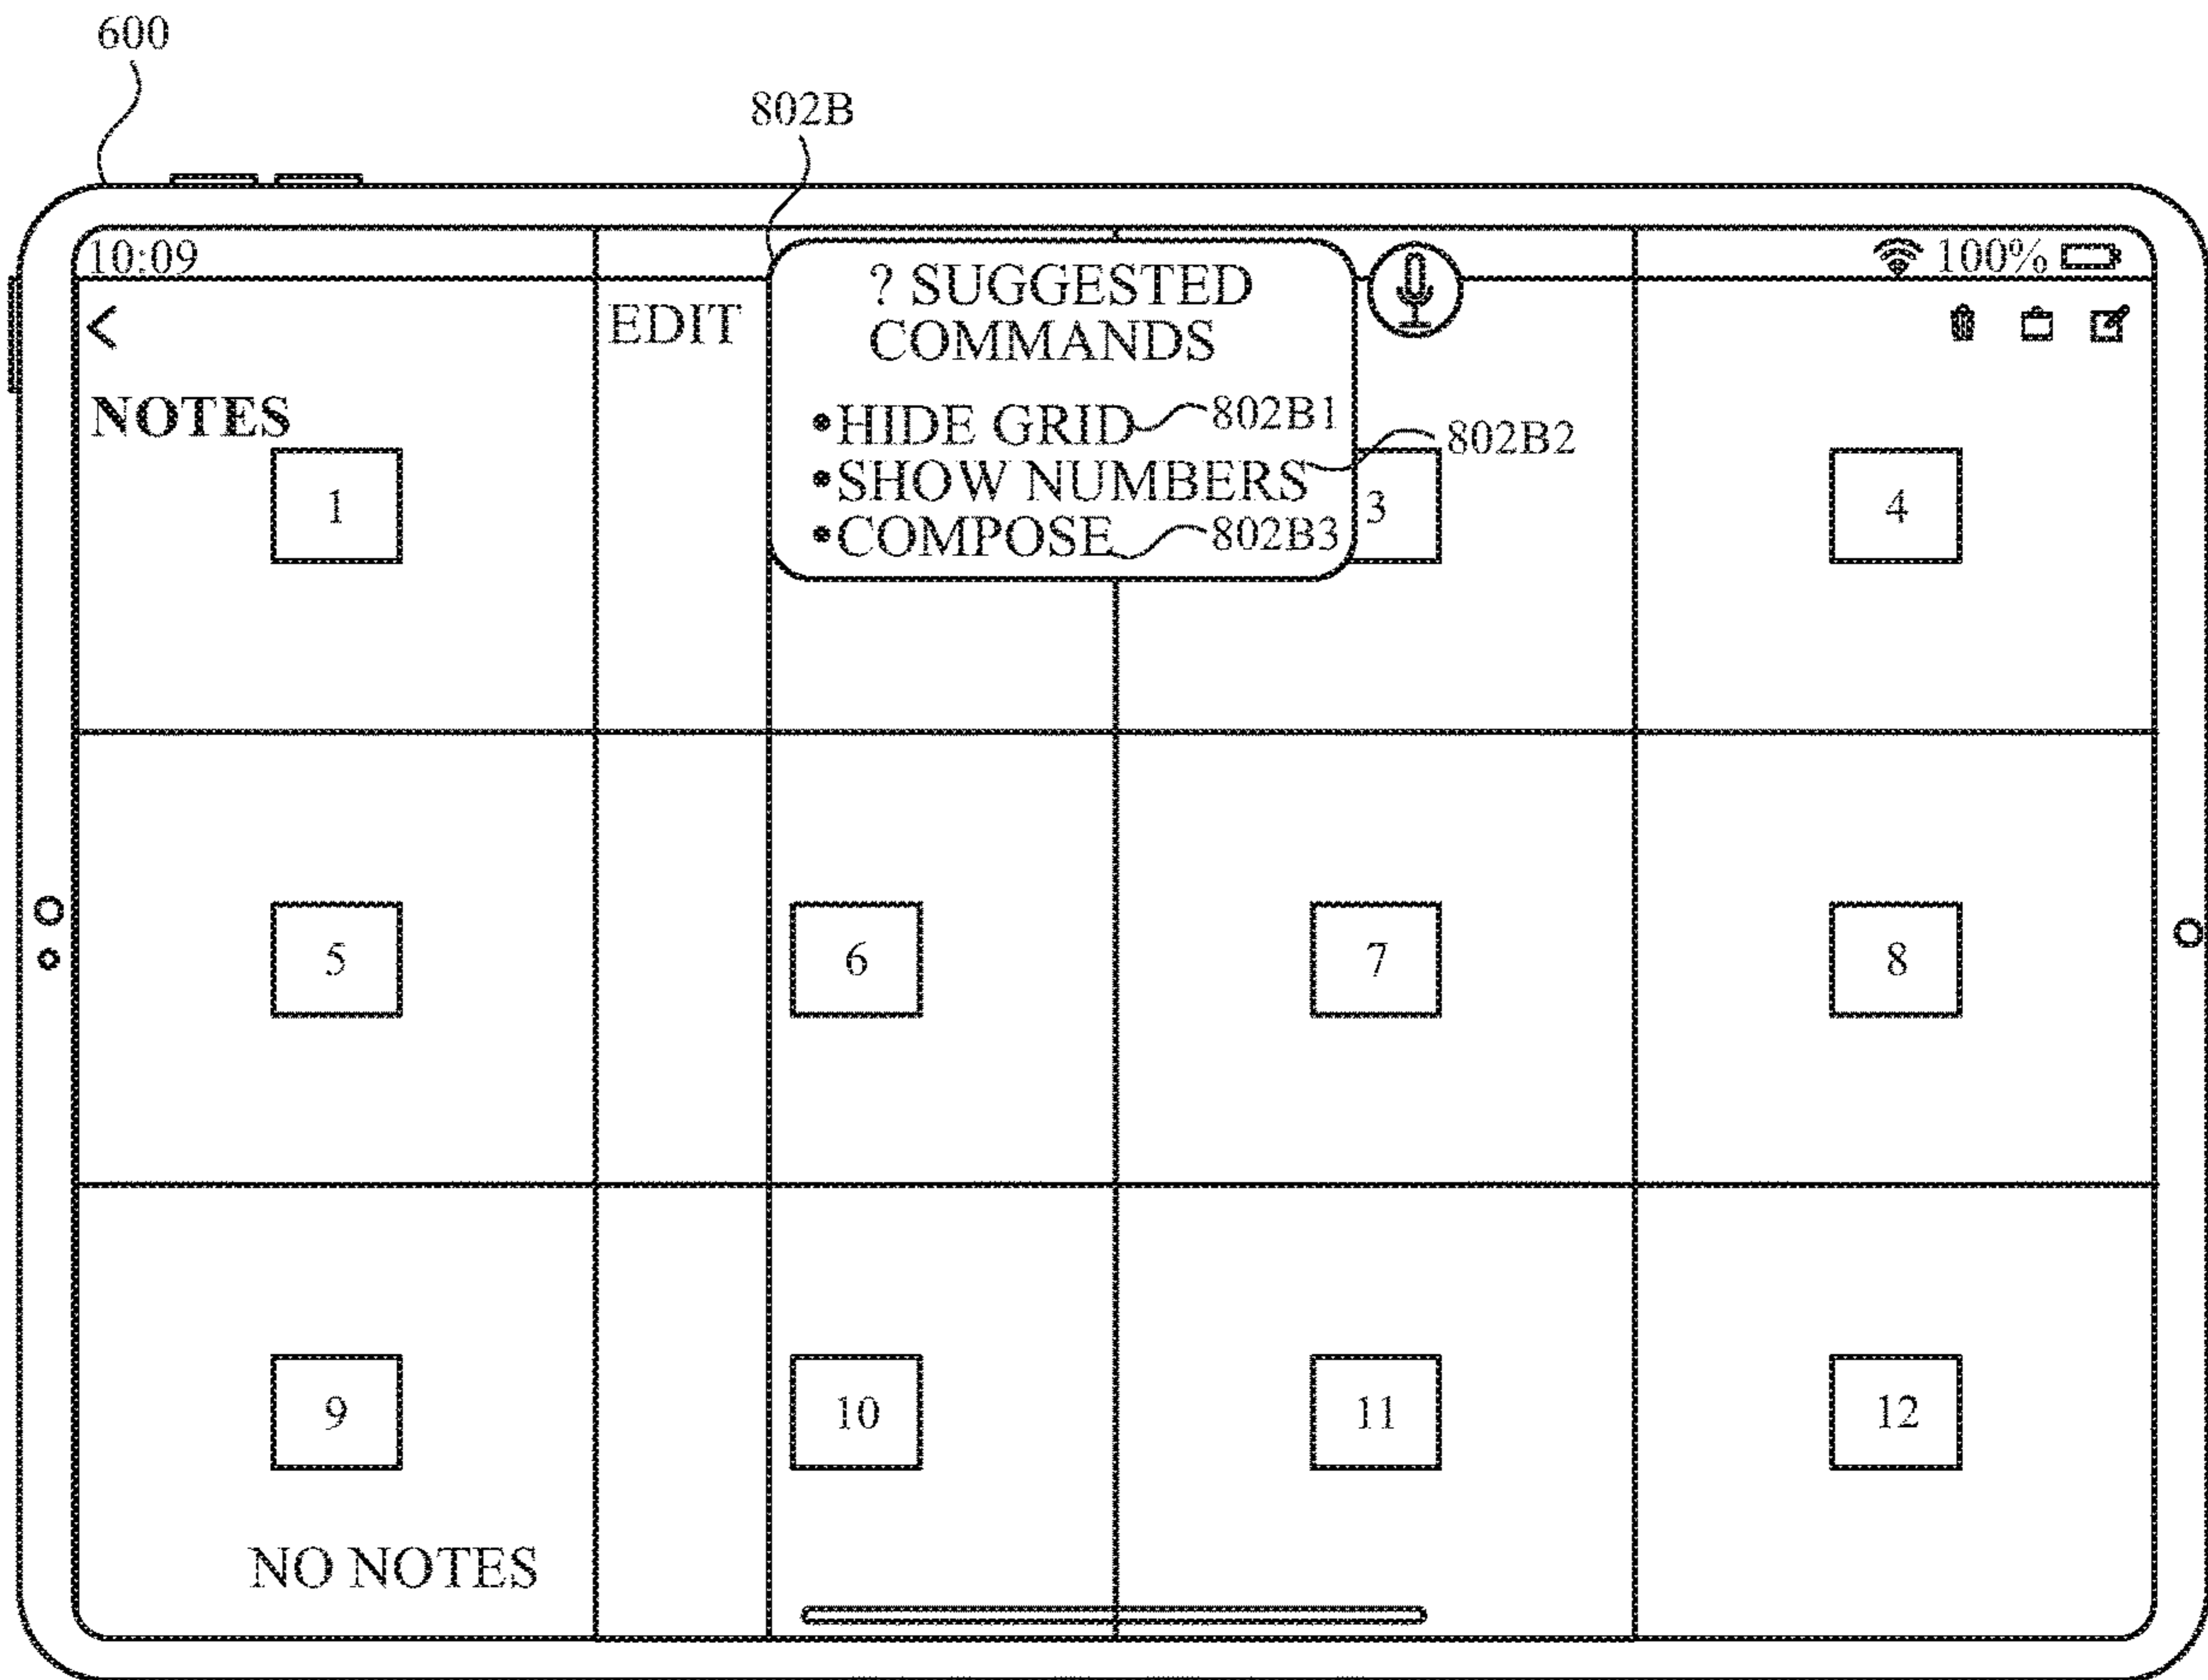 600
802B
10:09
100%
? SUGGESTED
COMMANDS
<
EDIT
NOTES
•HIDE GRID 802B1
•SHOW NUMBERS 802B2
•COMPOSE 802B3
1
3
4
5
6
7
8
9
10
11
12
NO NOTES